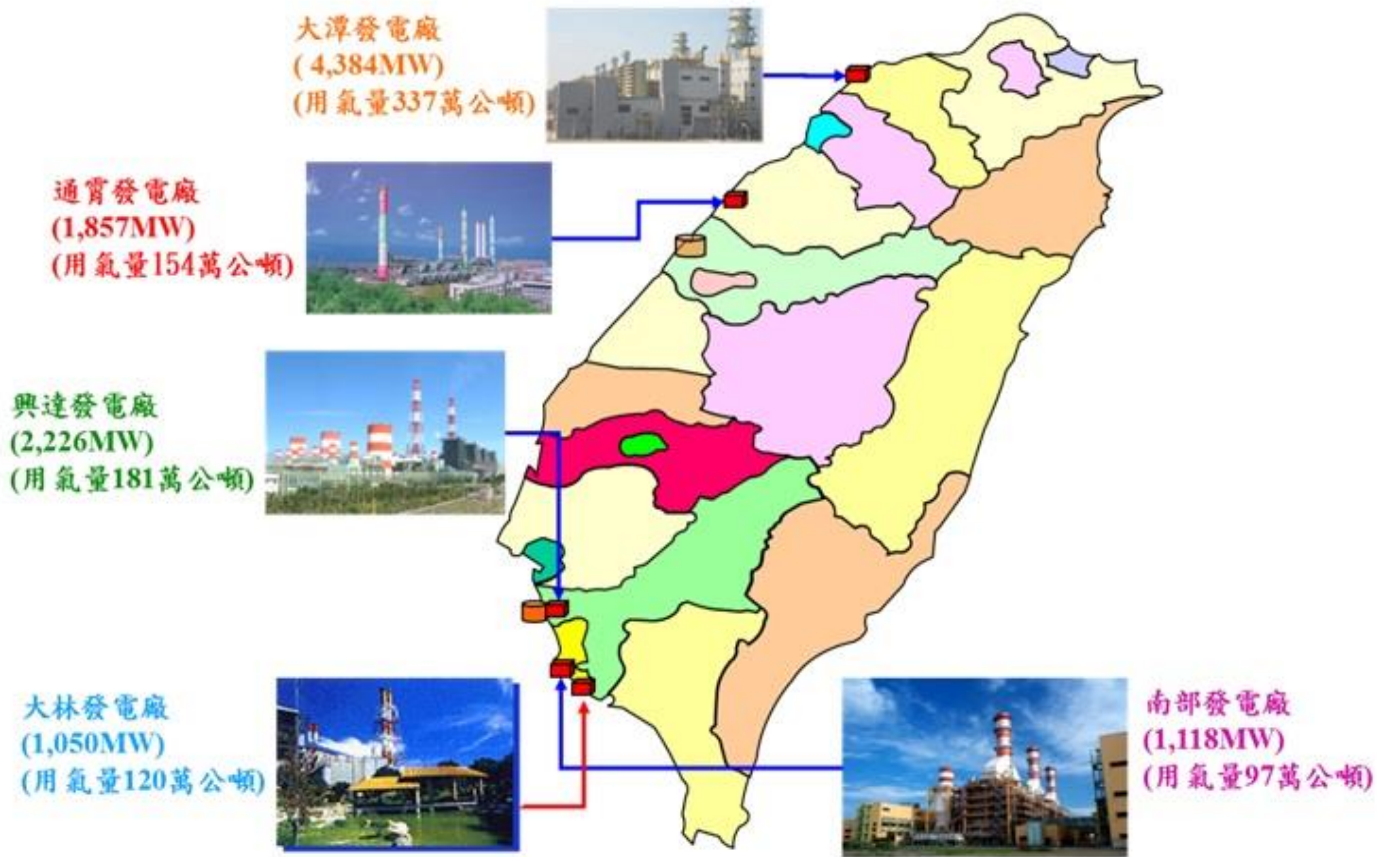 大潭發電廠
( 4,384MW)
(用氣量337萬公噸)
通霄發電廠
(1,857MW)
(用氣量154萬公噸)
興達發電廠
(2,226MW)
(用氣量181萬公噸)
大林發電廠
(1,050MW)
(用氣量120萬公噸)
南部發電廠
(1,118MW)
(用氣量97萬公噸)